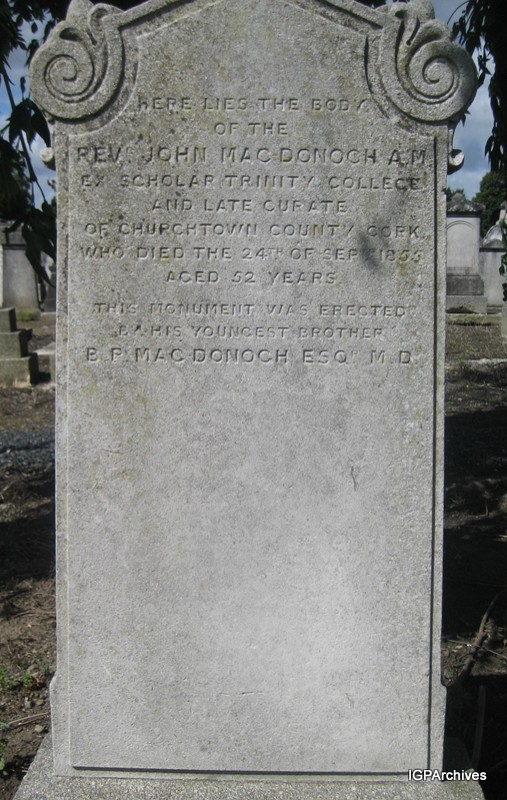 HERE LIES THE BODY
OF THE
REVD JOHN MAC DONOCH A.M.
EX SCHOLAR TRINITY COLLEGE
AND LATE CURATE
OF CHURCHTOWN COUNTY CORK
WHO DIED THE 24TH OF SEPR 1855
AGED 52 YEARS
THIS MONUMENT WAS ERECTED
BY HIS YOUNGEST BROTHER
B. P. MAC DONOCH ESQR M.D.
IGPArchives